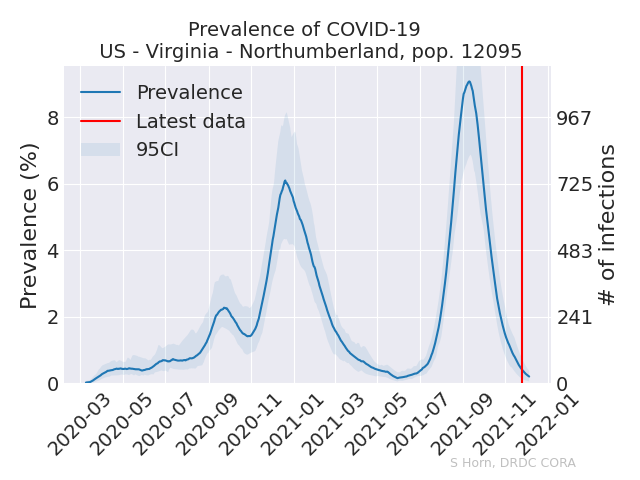 Prevalence of COVID-19
US - Virginia - Northumberland, pop. 12095
Prevalence
Latest data
95CI
Prevalence (%)
8
6
4
2
0
967
725
483
241
0
# of infections
2020-03
2020-05
2020-07
2020-09
2020-11
2021-01
2021-03
2021-05
2021-07
2021-09
2021-11
2022-01
S Horn, DRDC CORA